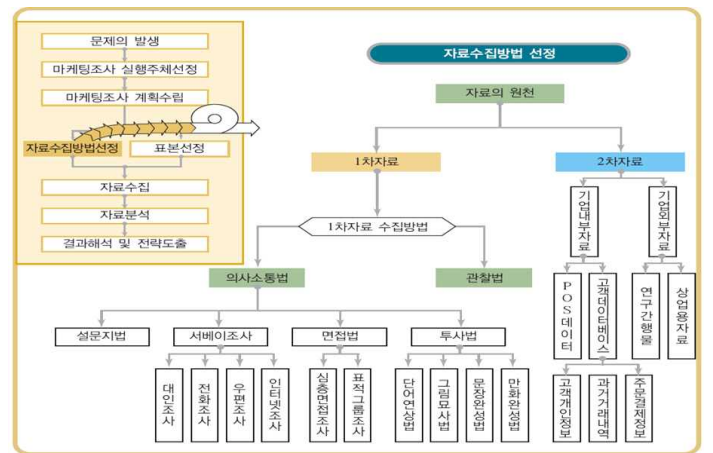 문제의 발생
마케팅조사 실행주체선정
마케팅조사 계획수립
자료수집방법선정
표본선정
자료수집
자료분석
결과해석 및 전략도출
자료수집방법 선정
자료의 원천
1차자료
2차자료
1차자료 수집방법
기업내부자료
기업외부자료
의사소통법
관찰법
POS데이터
고객데이터베이스
연구간행물
상업용자료
설문지법
서베이조사
면접법
투사법
대인조사
전화조사
우편조사
인터넷조사
심층면접조사
표적그룹조사
단어연상법
그림묘사법
문장완성법
만화완성법
고객개인정보
과거거래내역
주문결제정보